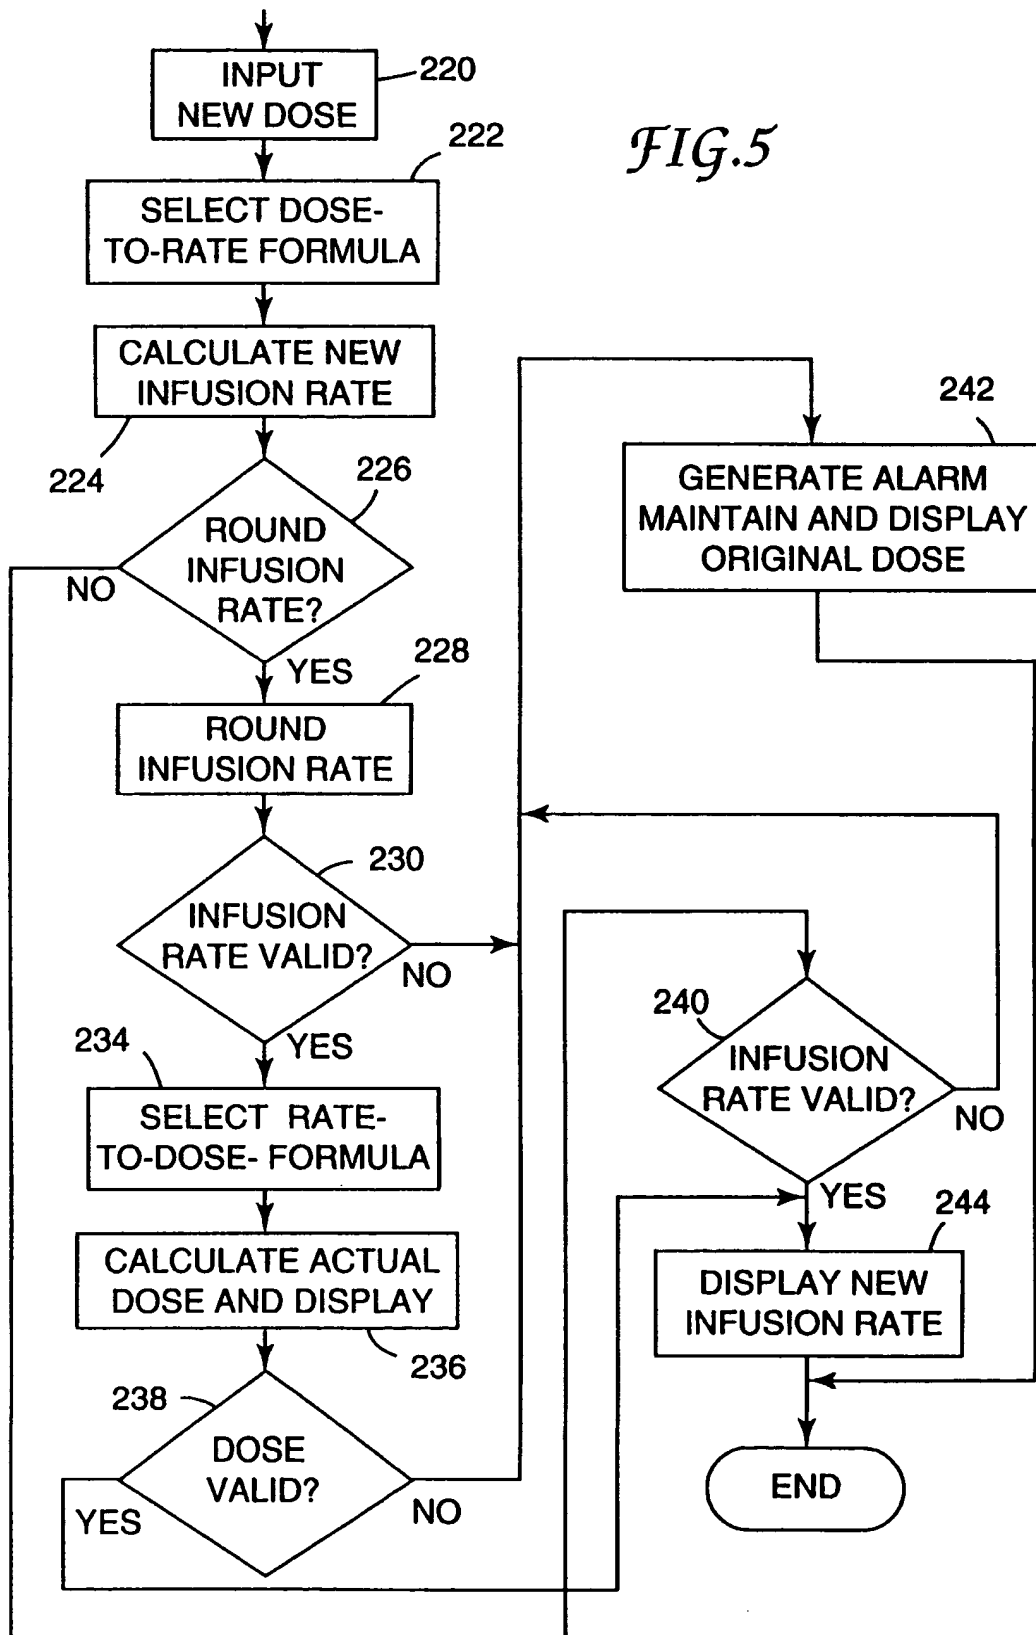 INPUT
NEW DOSE
220
FIG.5
222
SELECT DOSE-
TO-RATE FORMULA
CALCULATE NEW
INFUSION RATE
224
226
ROUND
INFUSION
RATE?
NO
YES
228
ROUND
INFUSION RATE
230
INFUSION
RATE VALID?
NO
YES
234
SELECT RATE-
TO-DOSE- FORMULA
CALCULATE ACTUAL
DOSE AND DISPLAY
236
238
DOSE
VALID?
YES
NO
242
GENERATE ALARM
MAINTAIN AND DISPLAY
ORIGINAL DOSE
240
INFUSION
RATE VALID?
NO
YES
244
DISPLAY NEW
INFUSION RATE
END